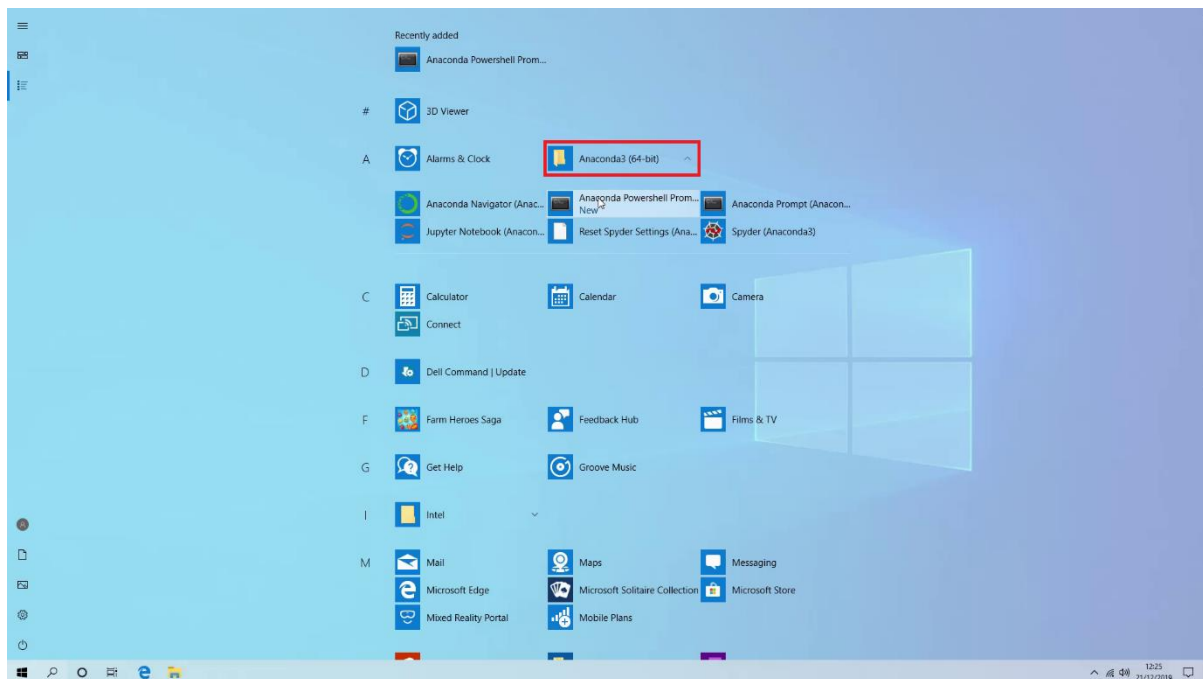 Recently added
Anaconda Powershell Prom...
#
3D Viewer
A
Alarms & Clock
Anaconda3 (64-bit)
Anaconda Navigator (Anac...
Anaconda Powershell Prom...
New
Anaconda Prompt (Anacon...
Jupyter Notebook (Anacon...
Reset Spyder Settings (Ana...
Spyder (Anaconda3)
C
Calculator
Calendar
Camera
Connect
D
Dell Command | Update
F
Farm Heroes Saga
Feedback Hub
Films & TV
G
Get Help
Groove Music
I
Intel
M
Mail
Maps
Messaging
Microsoft Edge
Microsoft Solitaire Collection
Microsoft Store
Mixed Reality Portal
Mobile Plans
12:25
21/12/2019